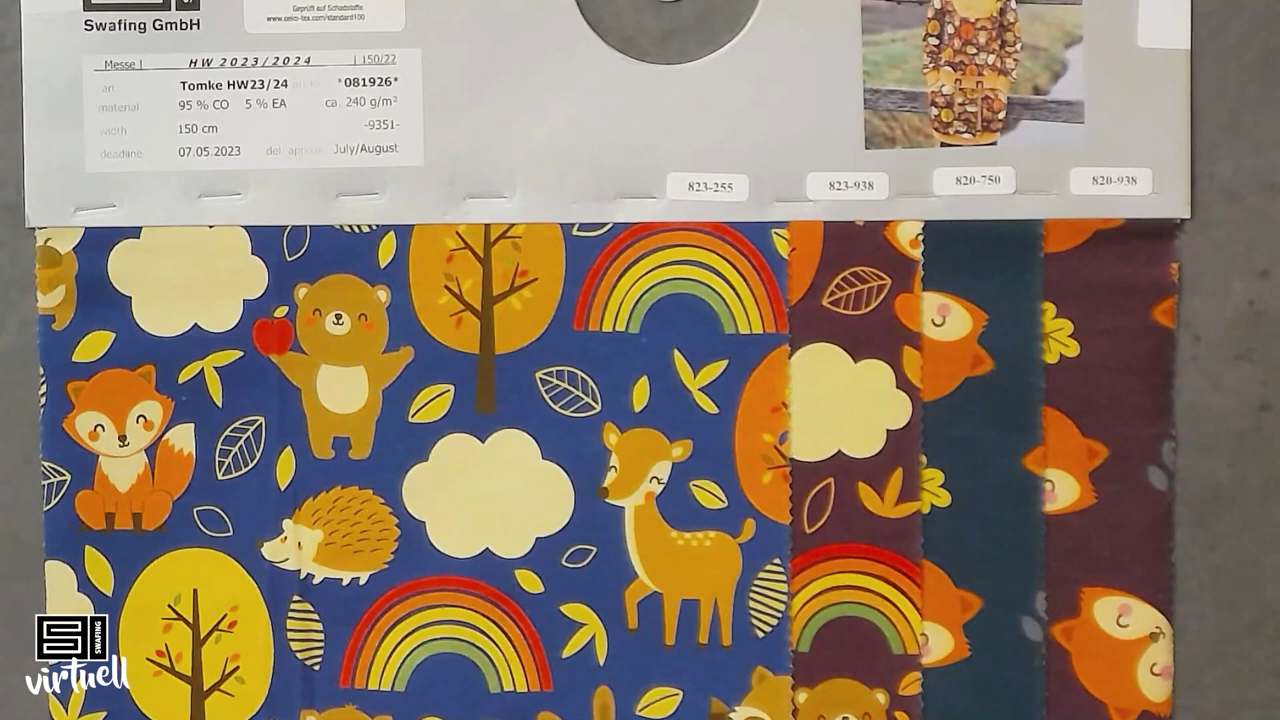 Swafing GmbH
Geprüft auf Schadstoffe
www.oeko-tex.com/standard100
Messe | HW 2023/2024 | 150/22
art Tomke HW23/24 *081926*
material 95 % CO 5 % EA ca. 240 g/m²
width 150 cm -9351-
deadline 07.05.2023 del. approx. July/August
823-255
823-938
820-750
820-938
SWAFING
virtuell